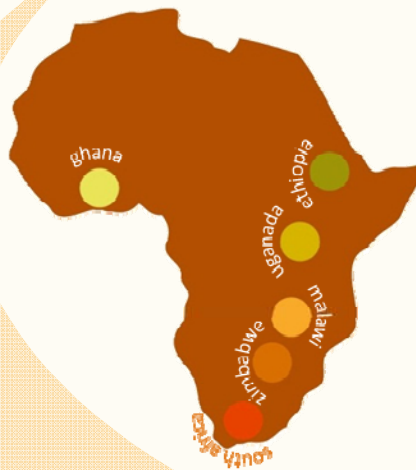 ghana
ethiopia
uganada
malawi
zimbabwe
south africa